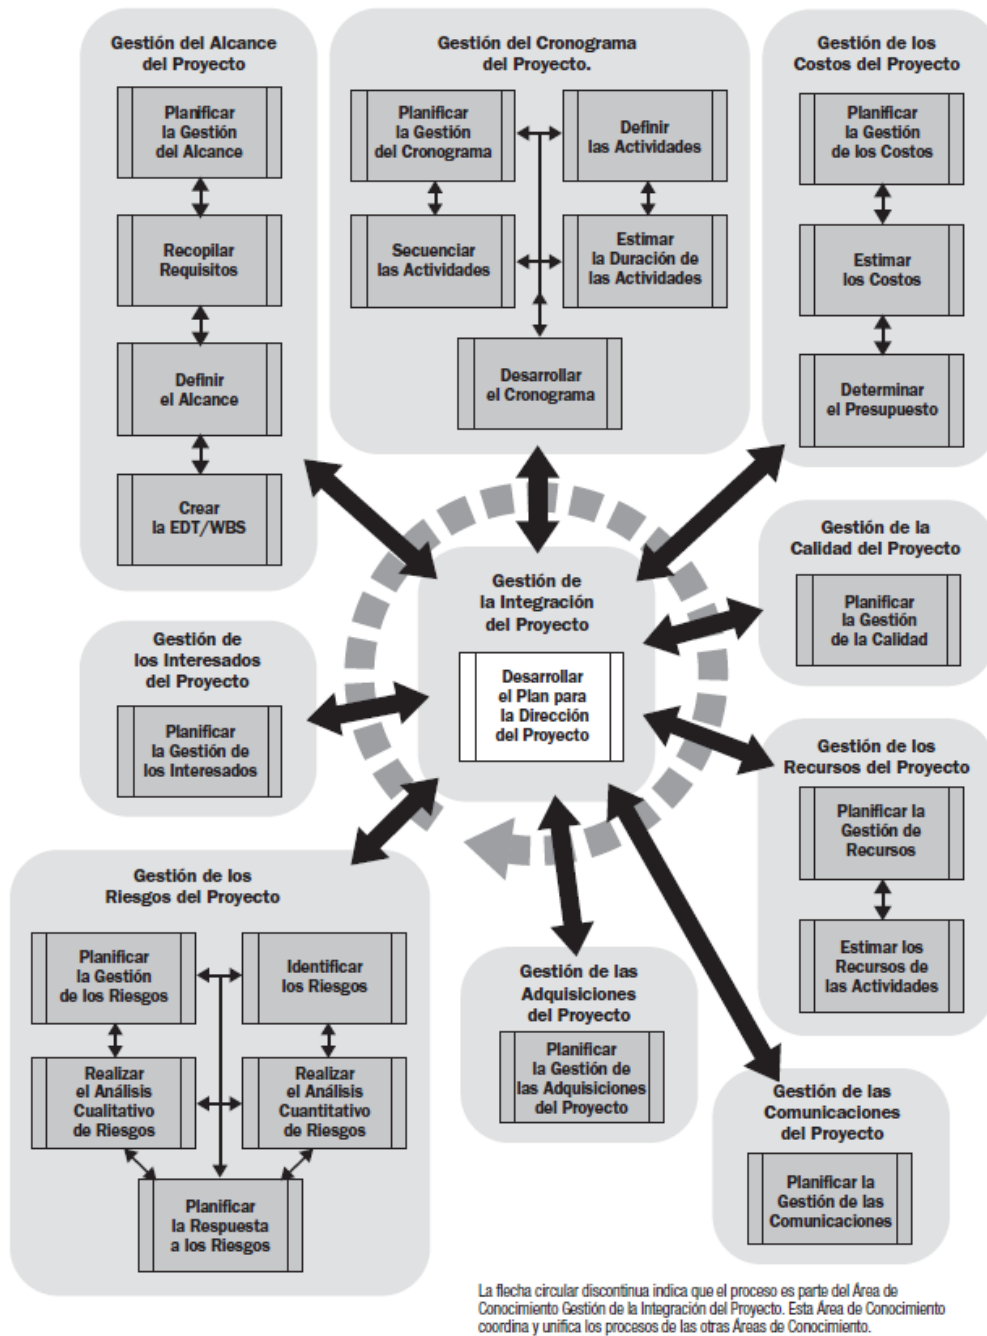 Gestión del Alcance
del Proyecto
Planificar
la Gestión
del Alcance
Recopilar
Requisitos
Definir
el Alcance
Crear
la EDT/WBS
Gestión del Cronograma
del Proyecto.
Planificar
la Gestión
del Cronograma
Definir
las Actividades
Secuenciar
las Actividades
Estimar
la Duración de
las Actividades
Desarrollar
el Cronograma
Gestión de los
Costos del Proyecto
Planificar
la Gestión
de los Costos
Estimar
los Costos
Determinar
el Presupuesto
Gestión de la
Calidad del Proyecto
Planificar
la Gestión
de la Calidad
Gestión de
la Integración
del Proyecto
Desarrollar
el Plan para
la Dirección
del Proyecto
Gestión de
los Interesados
del Proyecto
Planificar
la Gestión de
los Interesados
Gestión de los
Recursos del Proyecto
Planificar la
Gestión de
Recursos
Estimar los
Recursos de
las Actividades
Gestión de los
Riesgos del Proyecto
Planificar
la Gestión
de los Riesgos
Identificar
los Riesgos
Realizar
el Análisis
Cualitativo
de Riesgos
Realizar
el Análisis
Cuantitativo
de Riesgos
Planificar
la Respuesta
a los Riesgos
Gestión de las
Adquisiciones
del Proyecto
Planificar
la Gestión de
las Adquisiciones
del Proyecto
Gestión de las
Comunicaciones
del Proyecto
Planificar la
Gestión de las
Comunicaciones
La flecha circular discontinua indica que el proceso es parte del Área de
Conocimiento Gestión de la Integración del Proyecto. Esta Área de Conocimiento
coordina y unifica los procesos de las otras Áreas de Conocimiento.